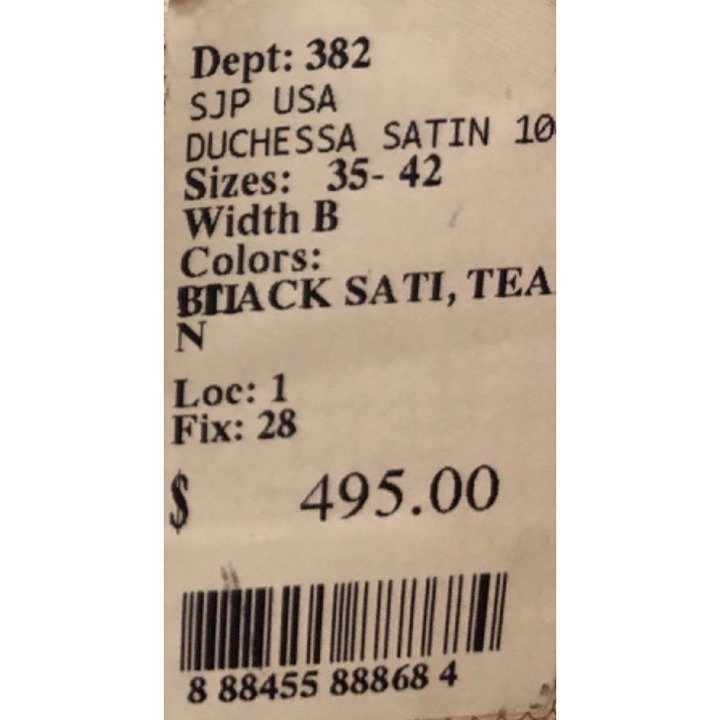 Dept: 382
SJP USA
DUCHESSA SATIN 10
Sizes: 35- 42
Width B
Colors:
SATI, TEA
N
Loc: 1
Fix: 28
$ 495.00
8 88455 88868 4